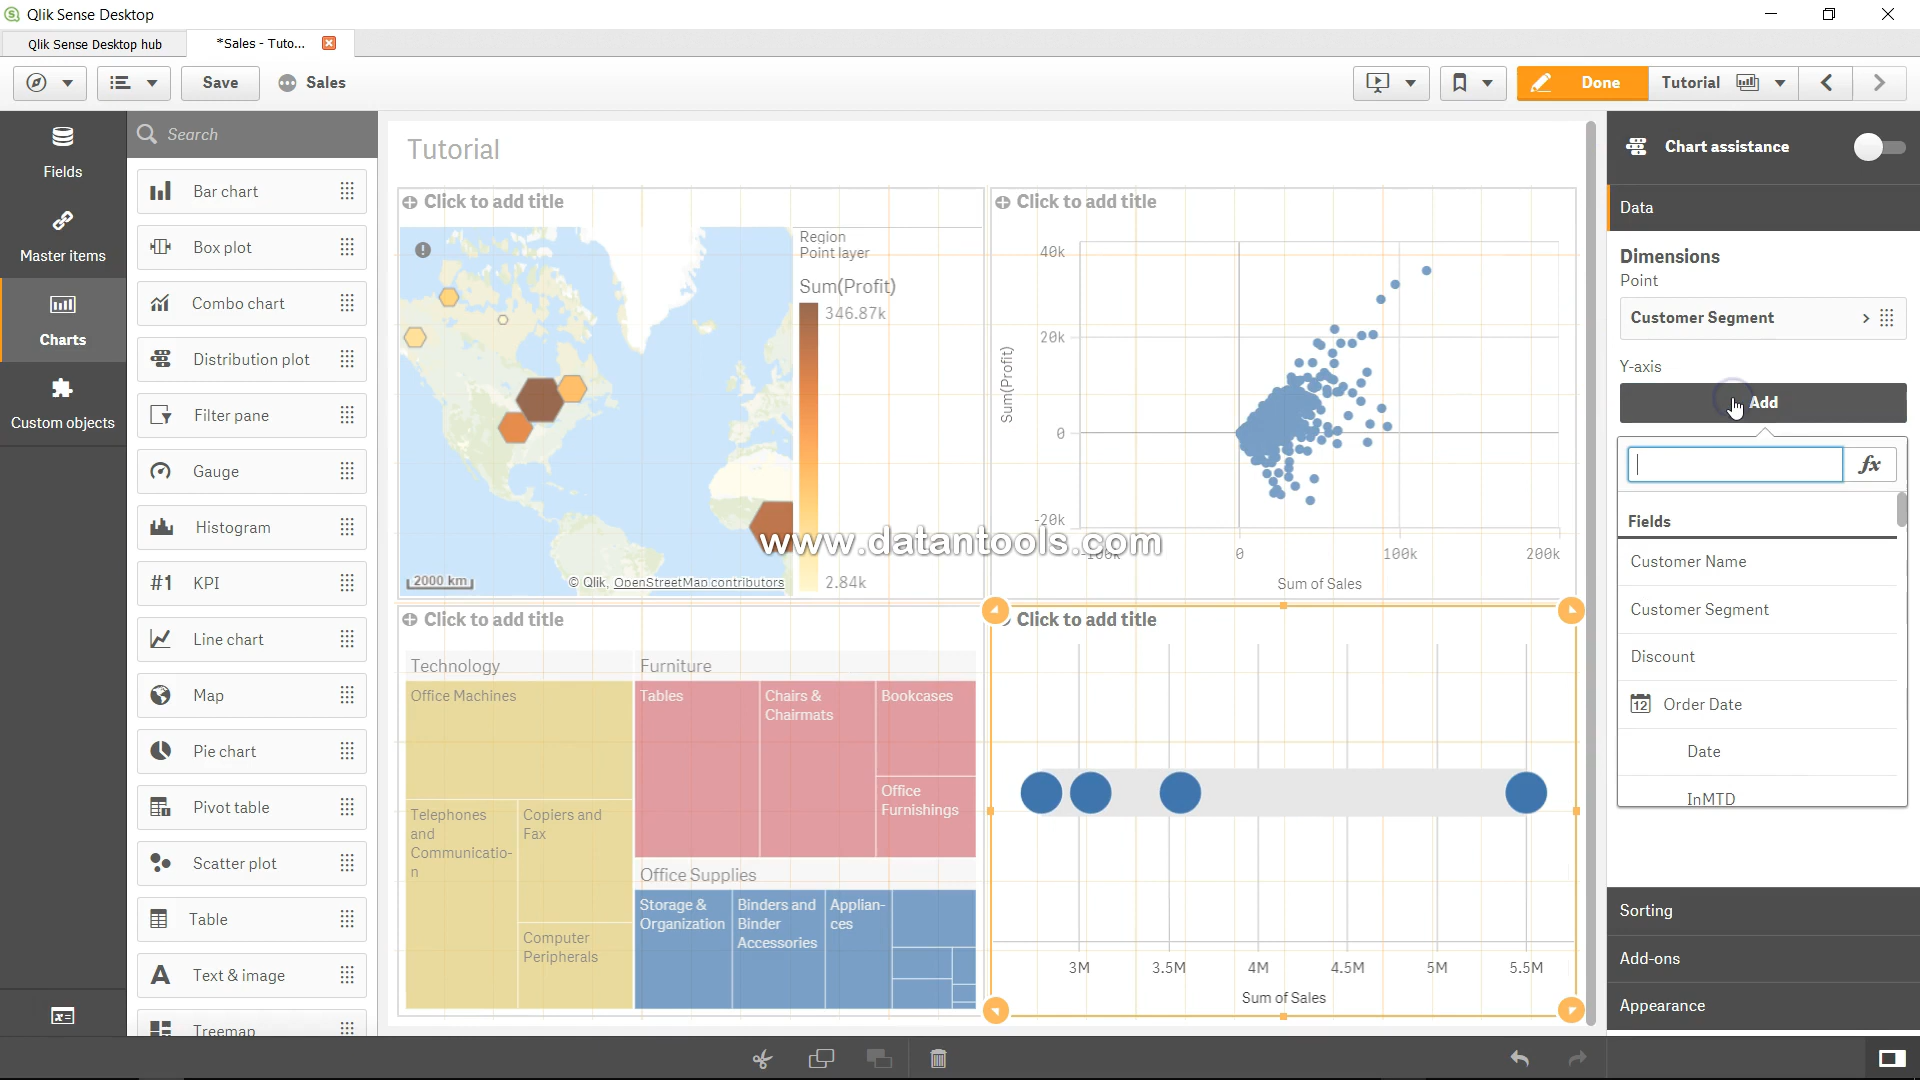 Qlik Sense Desktop
Qlik Sense Desktop hub
*Sales - Tuto...
Save
Sales
Done
Tutorial
Fields
Master items
Charts
Custom objects
Search
Bar chart
Box plot
Combo chart
Distribution plot
Filter pane
Gauge
Histogram
#1 KPI
Line chart
Map
Pie chart
Pivot table
Scatter plot
Table
A Text & image
Treemap
Tutorial
Click to add title
Region
Point layer
Sum(Profit)
346.87k
2.84k
2000 km
© Qlik, OpenStreetMap contributors
Click to add title
40k
20k
0
-20k
Sum(Profit)
-100k
0
100k
200k
Sum of Sales
www.datantools.com
Click to add title
Technology
Office Machines
Telephones
and
Communicatio-
n
Copiers and
Fax
Computer
Peripherals
Furniture
Tables
Chairs &
Chairmats
Bookcases
Office
Furnishings
Office Supplies
Storage &
Organization
Binders and
Binder
Accessories
Applian-
ces
Click to add title
3M
3.5M
4M
4.5M
5M
5.5M
Sum of Sales
Chart assistance
Data
Dimensions
Point
Customer Segment
Y-axis
Add
fx
Fields
Customer Name
Customer Segment
Discount
12 Order Date
Date
InMTD
Sorting
Add-ons
Appearance